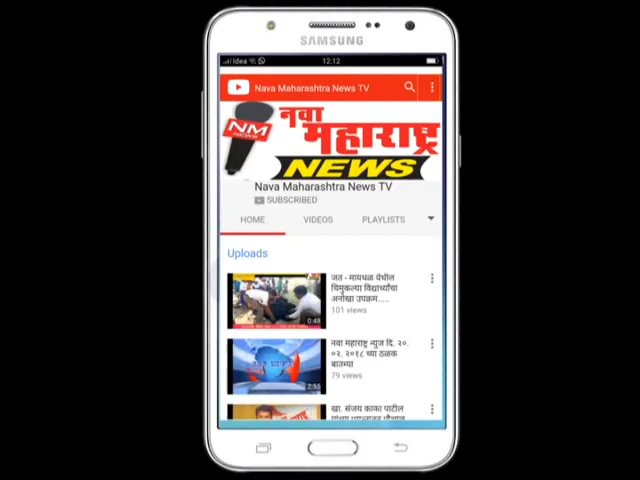 SAMSUNG
Idea 12:12
Nava Maharashtra News TV
नवा
महाराष्ट्र
NM
NEWS
NEWS
Nava Maharashtra News TV
SUBSCRIBED
HOME VIDEOS PLAYLISTS
Uploads
जत - मायथळ येथील
चिमुकल्या विद्यार्थ्यांचा
अनोखा उपक्रम.....
101 views
0:48
नवा महाराष्ट्र न्युज दि. २०.
०२. २०१८ च्या ठळक
बातम्या
79 views
2:55
खा. संजय काका पाटील